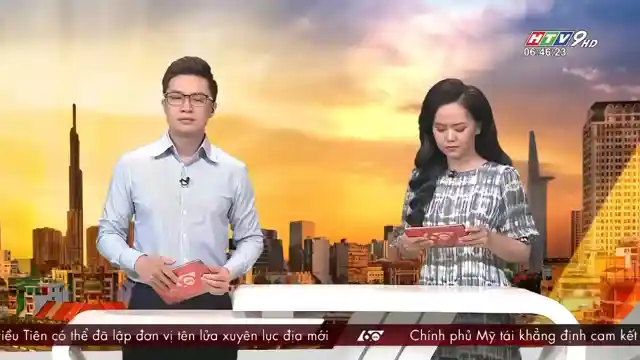 HTV9 HD
06:46:23
iều Tiên có thể đã lập đơn vị tên lửa xuyên lục địa mới 60 Chính phủ Mỹ tái khẳng định cam kết